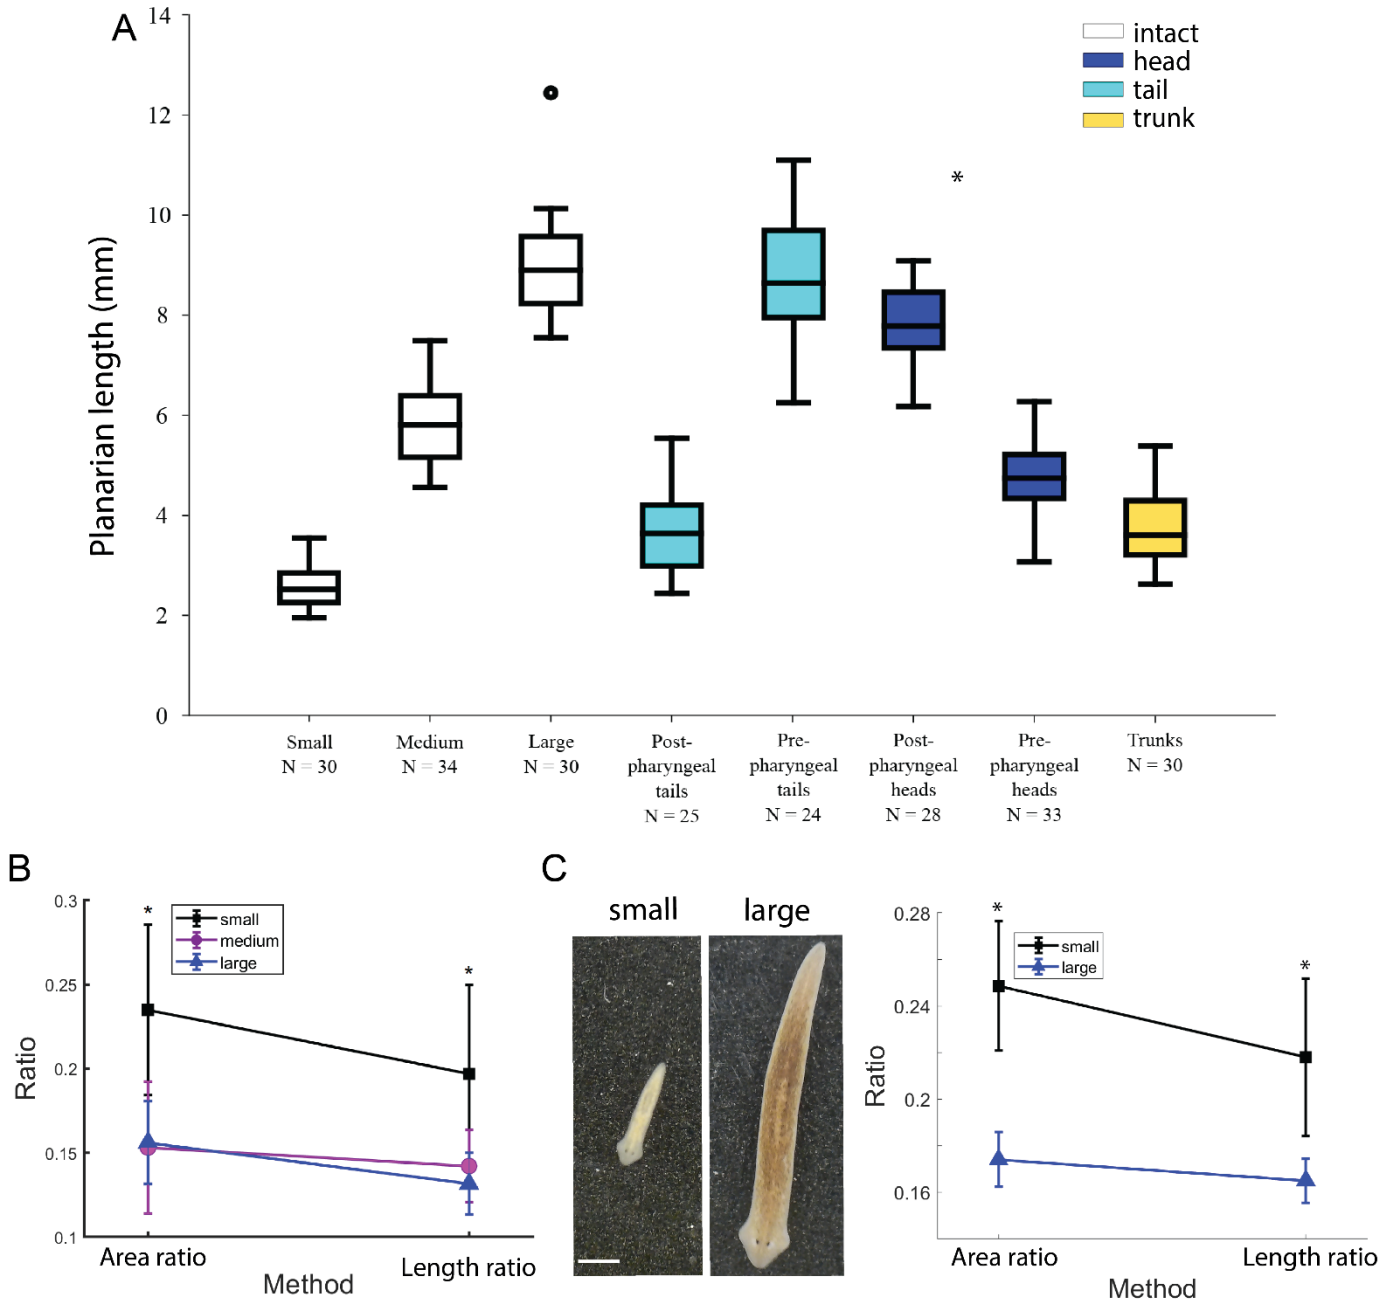 A
14
12
10
8
6
4
2
0
Planarian length (mm)
intact
head
tail
trunk
*
Small
N = 30
Medium
N = 34
Large
N = 30
Post-
pharyngeal
tails
N = 25
Pre-
pharyngeal
tails
N = 24
Post-
pharyngeal
heads
N = 28
Pre-
pharyngeal
heads
N = 33
Trunks
N = 30
B
0.3
0.25
0.2
0.15
0.1
Ratio
*
*
small
medium
large
Area ratio
Length ratio
Method
C
small
large
0.28
0.24
0.2
0.16
Ratio
*
*
small
large
Area ratio
Length ratio
Method